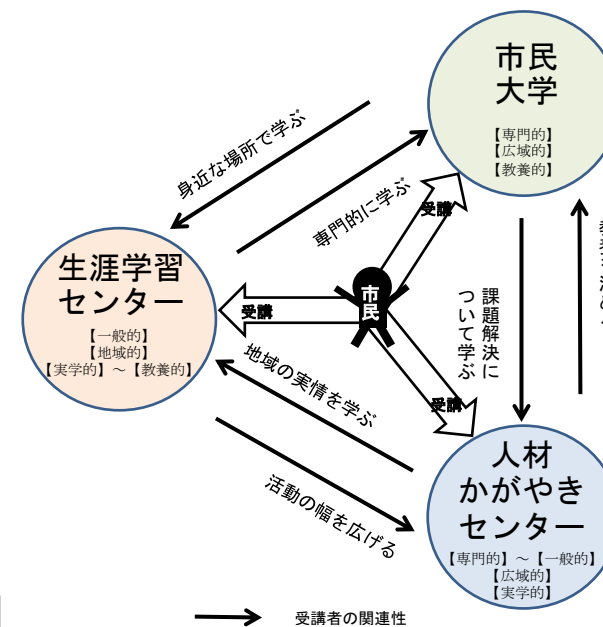 市民
大学
【専門的】
【広域的】
【教養的】
身近な場所で学ぶ
専門的に学ぶ
受講
生涯学習
センター
【一般的】
【地域的】
【実学的】～【教養的】
受講
市民
課題解決に
ついて学ぶ
受講
地域の実情を学ぶ
活動の幅を広げる
人材
かがやき
センター
【専門的】～【一般的】
【広域的】
【実学的】
受講者の関連性